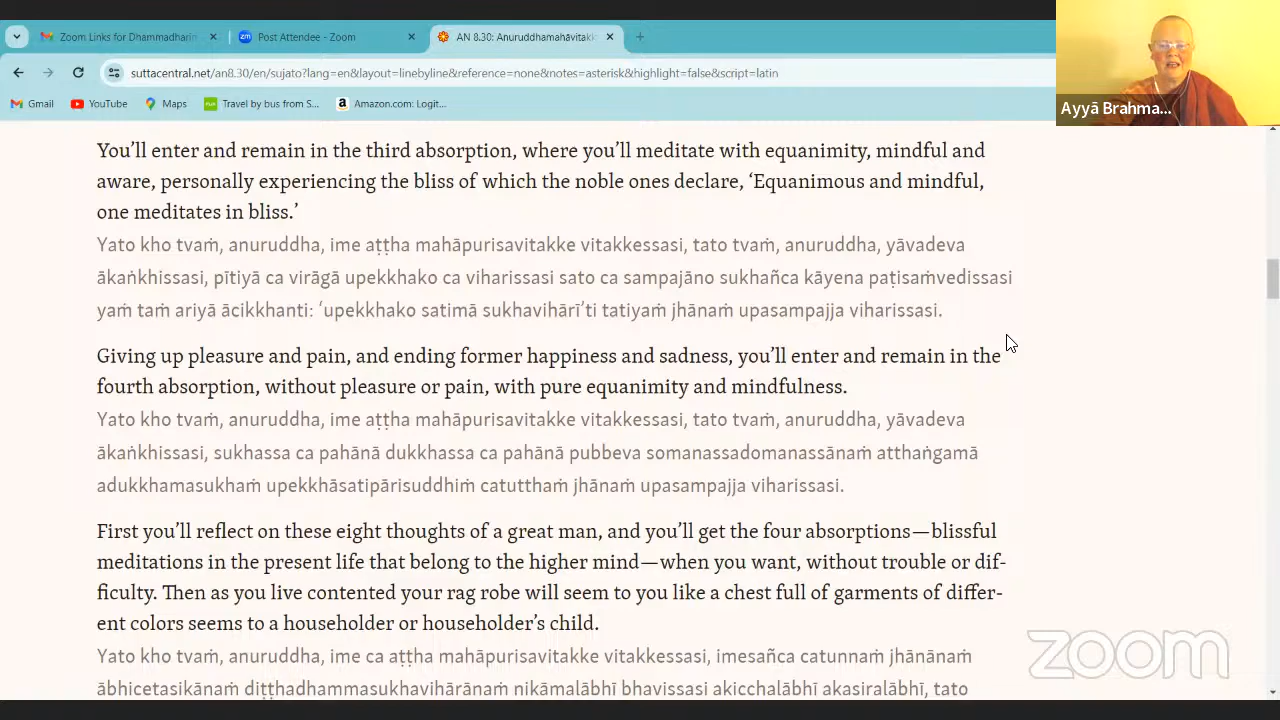 Zoom Links for Dhammadharin
Post Attendee - Zoom
AN 8.30: Anuruddhamahāvitakk
suttacentral.net/an8.30/en/sujato?lang=en&layout=linebyline&reference=none&notes=asterisk&highlight=false&script=latin
Gmail
YouTube
Maps
Travel by bus from S...
Amazon.com: Logit...
Ayyā Brahma...
You’ll enter and remain in the third absorption, where you’ll meditate with equanimity, mindful and
aware, personally experiencing the bliss of which the noble ones declare, ‘Equanimous and mindful,
one meditates in bliss.’
Yato kho tvaṁ, anuruddha, ime aṭṭha mahāpurisavitakke vitakkessasi, tato tvaṁ, anuruddha, yāvadeva
ākaṅkhissasi, pītiyā ca virāgā upekkhako ca viharissasi sato ca sampajāno sukhañca kāyena paṭisaṁvedissasi
yaṁ taṁ ariyā ācikkhanti: ‘upekkhako satimā sukhavihārī’ti tatiyaṁ jhānaṁ upasampajja viharissasi.
Giving up pleasure and pain, and ending former happiness and sadness, you’ll enter and remain in the
fourth absorption, without pleasure or pain, with pure equanimity and mindfulness.
Yato kho tvaṁ, anuruddha, ime aṭṭha mahāpurisavitakke vitakkessasi, tato tvaṁ, anuruddha, yāvadeva
ākaṅkhissasi, sukhassa ca pahānā dukkhassa ca pahānā pubbeva somanassadomanassānaṁ atthaṅgamā
adukkhamasukhaṁ upekkhāsatipārisuddhiṁ catutthaṁ jhānaṁ upasampajja viharissasi.
First you’ll reflect on these eight thoughts of a great man, and you’ll get the four absorptions—blissful
meditations in the present life that belong to the higher mind—when you want, without trouble or dif-
ficulty. Then as you live contented your rag robe will seem to you like a chest full of garments of differ-
ent colors seems to a householder or householder’s child.
Yato kho tvaṁ, anuruddha, ime ca aṭṭha mahāpurisavitakke vitakkessasi, imesañca catunnaṁ jhānānaṁ
ābhicetasikānaṁ diṭṭhadhammasukhavihārānaṁ nikāmalābhī bhavissasi akicchalābhī akasiralābhī, tato
zoom